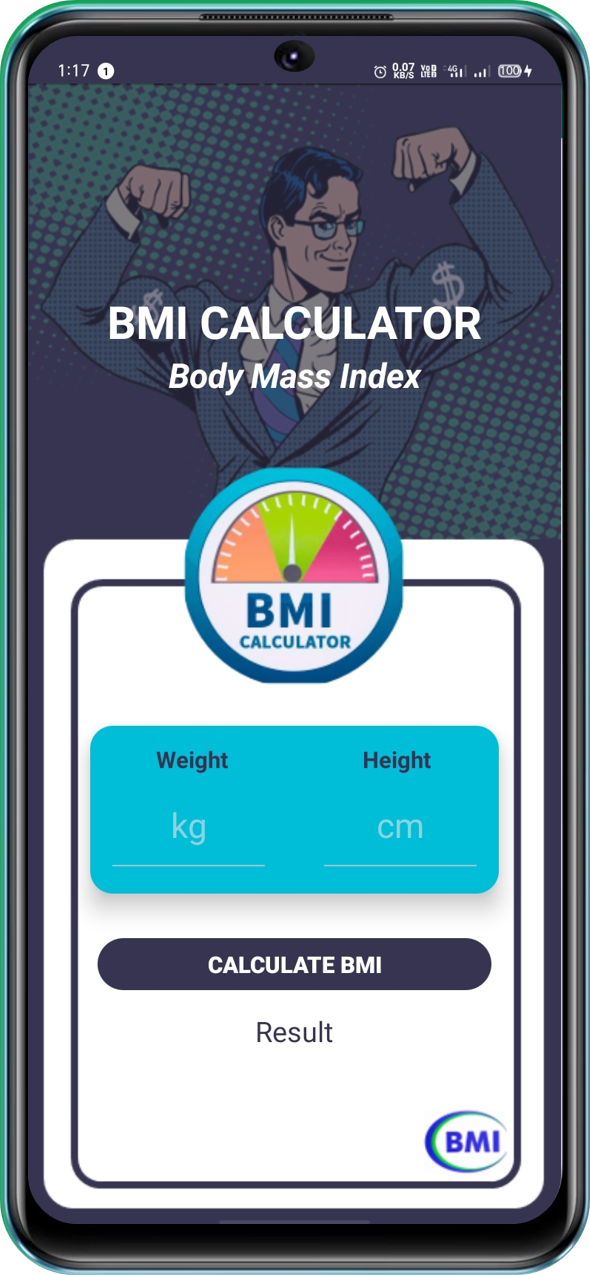 1:17 1 0.07 KB/S Vo) LTE 4G 100
$ $
BMI CALCULATOR
Body Mass Index
BMI
CALCULATOR
Weight Height
kg cm
CALCULATE BMI
Result
BMI